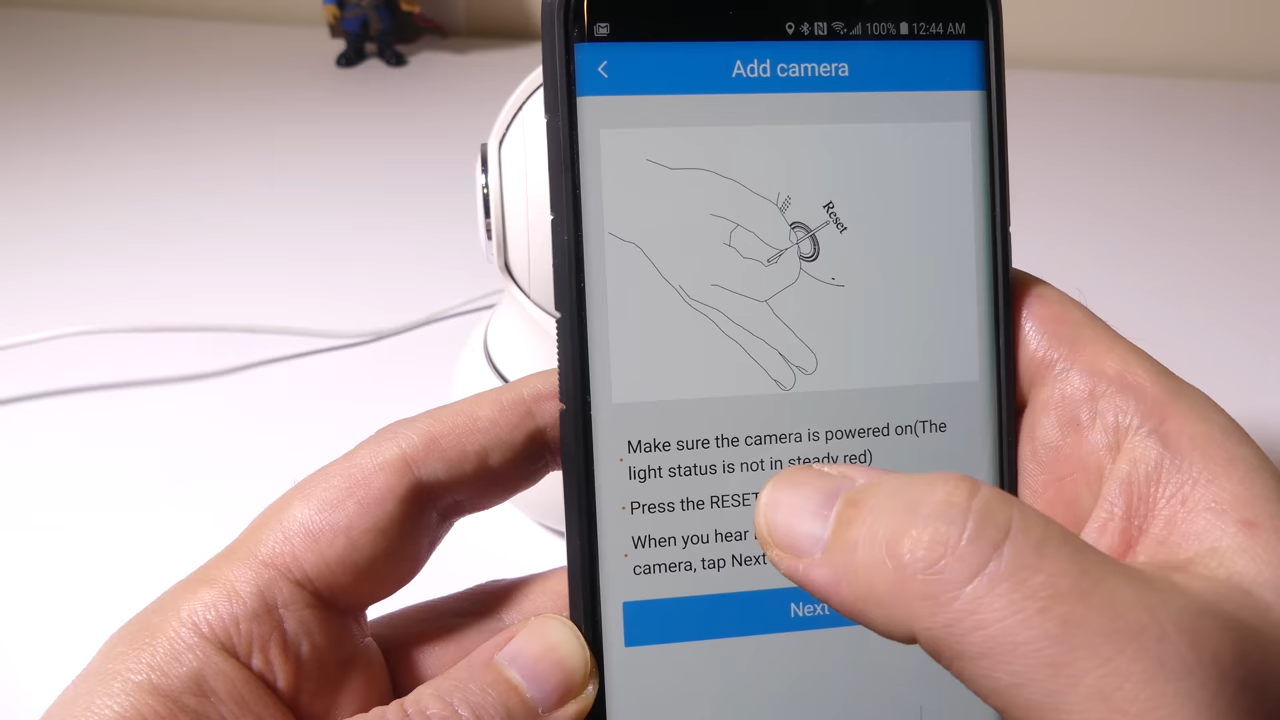 100% 12:44 AM
Add camera
Reset
Make sure the camera is powered on(The
light status is not in steady red)
Press the RESET
When you hear
camera, tap Next
Next